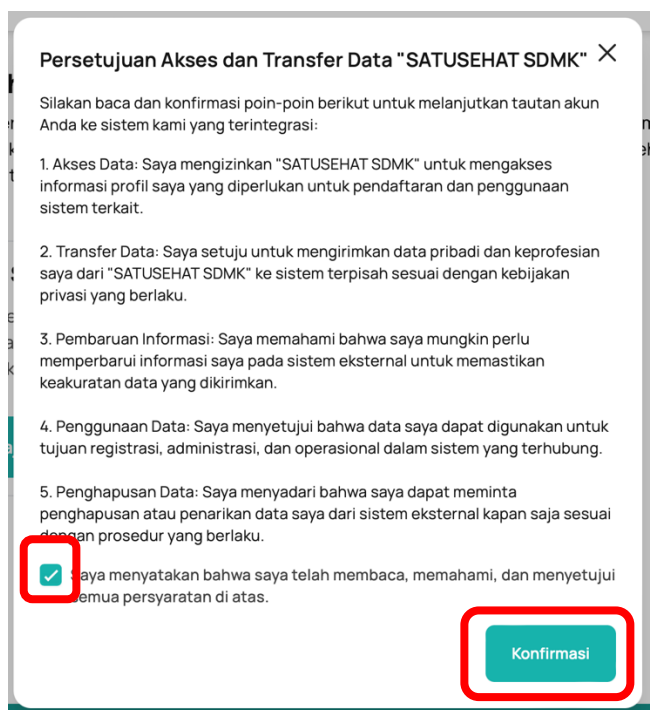 Persetujuan Akses dan Transfer Data "SATUSEHAT SDMK"
Silakan baca dan konfirmasi poin-poin berikut untuk melanjutkan tautan akun
Anda ke sistem kami yang terintegrasi:
1. Akses Data: Saya mengizinkan "SATUSEHAT SDMK" untuk mengakses
informasi profil saya yang diperlukan untuk pendaftaran dan penggunaan
sistem terkait.
2. Transfer Data: Saya setuju untuk mengirimkan data pribadi dan keprofesian
saya dari "SATUSEHAT SDMK" ke sistem terpisah sesuai dengan kebijakan
privasi yang berlaku.
3. Pembaruan Informasi: Saya memahami bahwa saya mungkin perlu
memperbarui informasi saya pada sistem eksternal untuk memastikan
keakuratan data yang dikirimkan.
4. Penggunaan Data: Saya menyetujui bahwa data saya dapat digunakan untuk
tujuan registrasi, administrasi, dan operasional dalam sistem yang terhubung.
5. Penghapusan Data: Saya menyadari bahwa saya dapat meminta
penghapusan atau penarikan data saya dari sistem eksternal kapan saja sesuai
dengan prosedur yang berlaku.
Saya menyatakan bahwa saya telah membaca, memahami, dan menyetujui
semua persyaratan di atas.
Konfirmasi